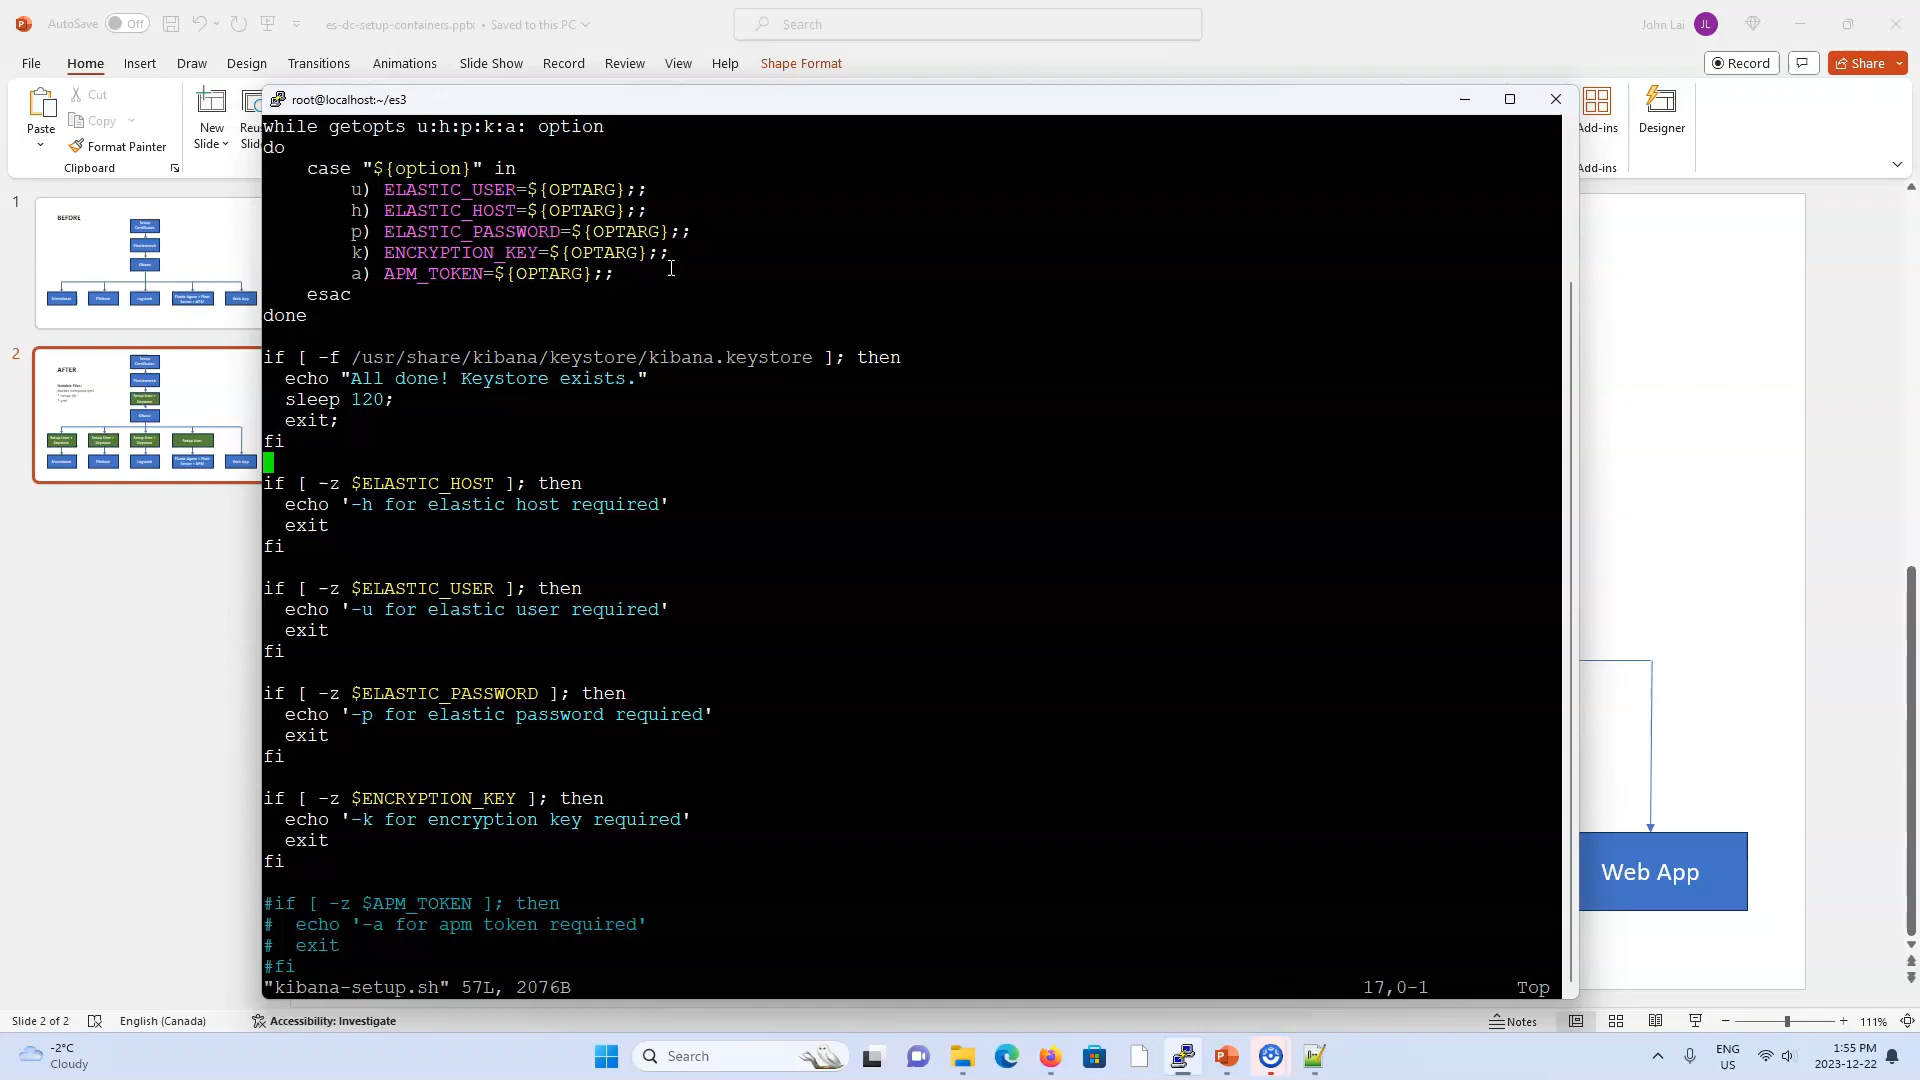 AutoSave Off es-dc-setup-containers.pptx • Saved to this PC Search John Lai JL
File Home Insert Draw Design Transitions Animations Slide Show Record Review View Help Shape Format Record Share
Paste
Cut
Copy
Format Painter
Clipboard
New
Slide
Add-ins
Add-ins
Designer
root@localhost:~/es3
while getopts u:h:p:k:a: option
do
    case "${option}" in
        u) ELASTIC_USER=${OPTARG};;
        h) ELASTIC_HOST=${OPTARG};;
        p) ELASTIC_PASSWORD=${OPTARG};;
        k) ENCRYPTION_KEY=${OPTARG};;
        a) APM_TOKEN=${OPTARG};;
    esac
done
if [ -f /usr/share/kibana/keystore/kibana.keystore ]; then
  echo "All done! Keystore exists."
  sleep 120;
  exit;
fi
if [ -z $ELASTIC_HOST ]; then
  echo '-h for elastic host required'
  exit
fi
if [ -z $ELASTIC_USER ]; then
  echo '-u for elastic user required'
  exit
fi
if [ -z $ELASTIC_PASSWORD ]; then
  echo '-p for elastic password required'
  exit
fi
if [ -z $ENCRYPTION_KEY ]; then
  echo '-k for encryption key required'
  exit
fi
#if [ -z $APM_TOKEN ]; then
#  echo '-a for apm token required'
#  exit
#fi
"kibana-setup.sh" 57L, 2076B 17,0-1 Top
1
BEFORE
2
AFTER
Web App
Slide 2 of 2 English (Canada) Accessibility: Investigate Notes 111%
-2°C
Cloudy
Search
ENG
US
1:55 PM
2023-12-22